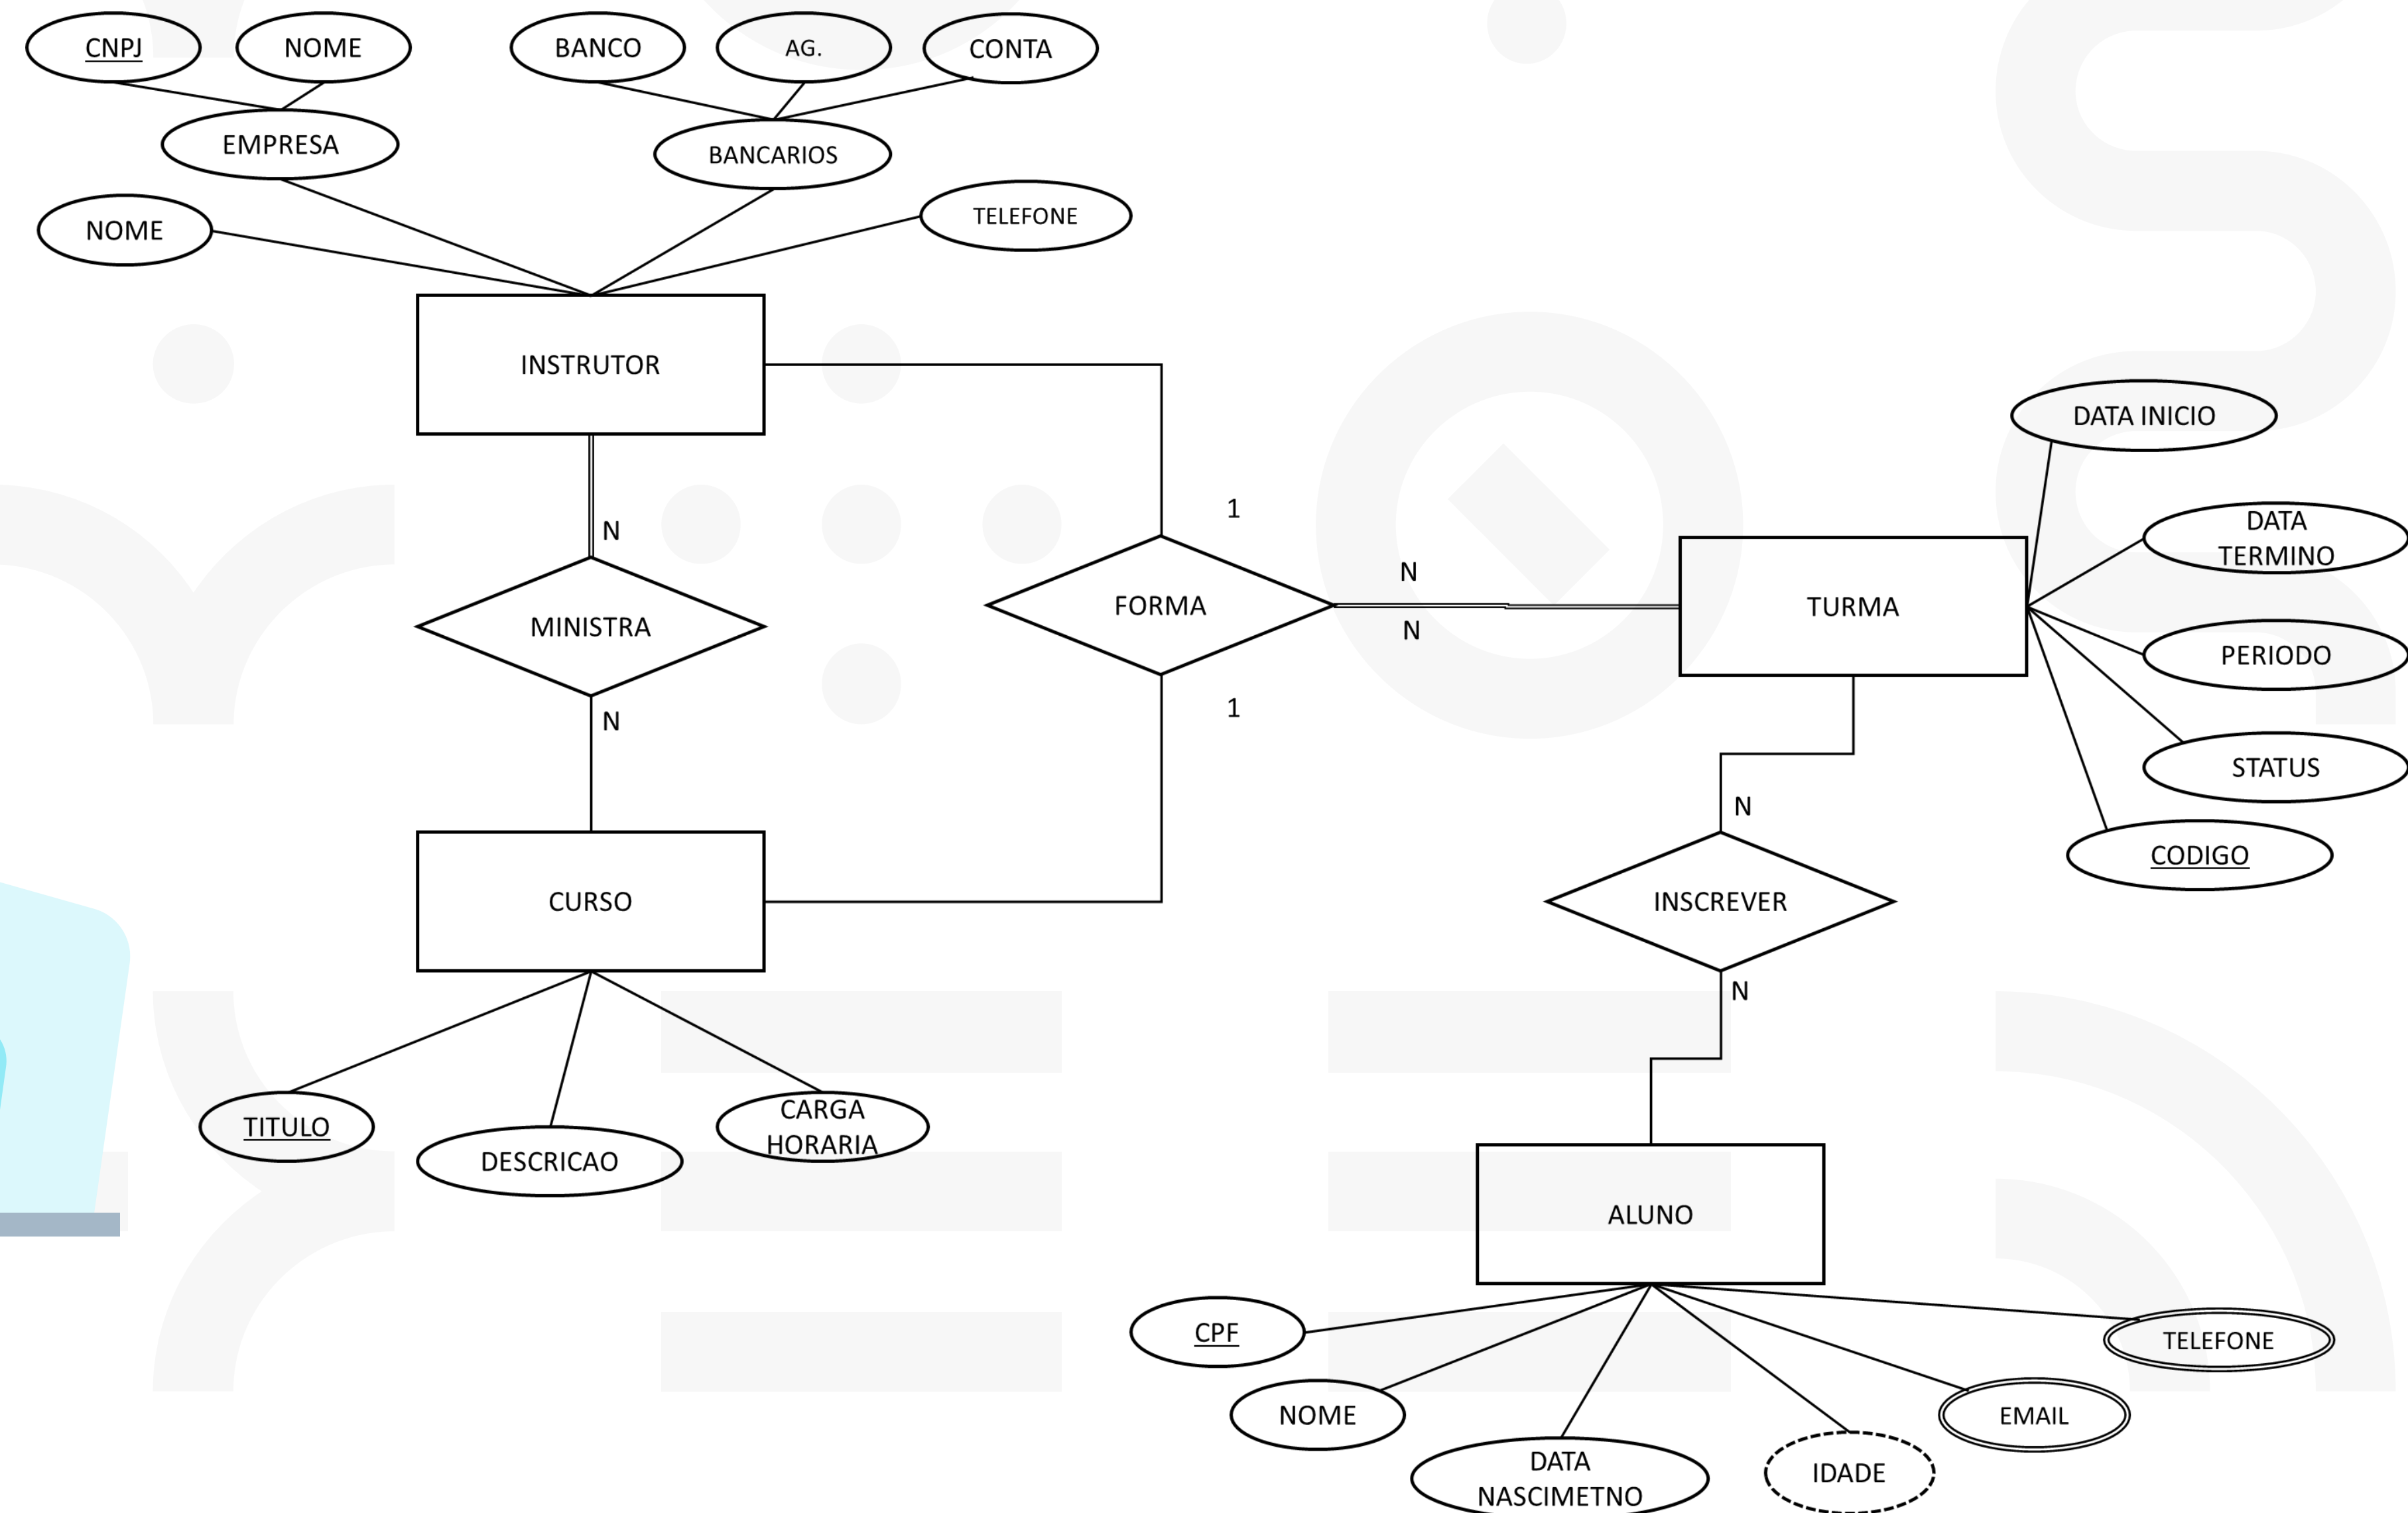 CNPJ
NOME
BANCO
AG.
CONTA
EMPRESA
BANCARIOS
NOME
TELEFONE
INSTRUTOR
DATA INICIO
1
N
DATA
TERMINO
N
FORMA
TURMA
MINISTRA
N
PERIODO
1
N
STATUS
N
CODIGO
CURSO
INSCREVER
N
TITULO
DESCRICAO
CARGA
HORARIA
ALUNO
CPF
TELEFONE
NOME
EMAIL
DATA
NASCIMETNO
IDADE